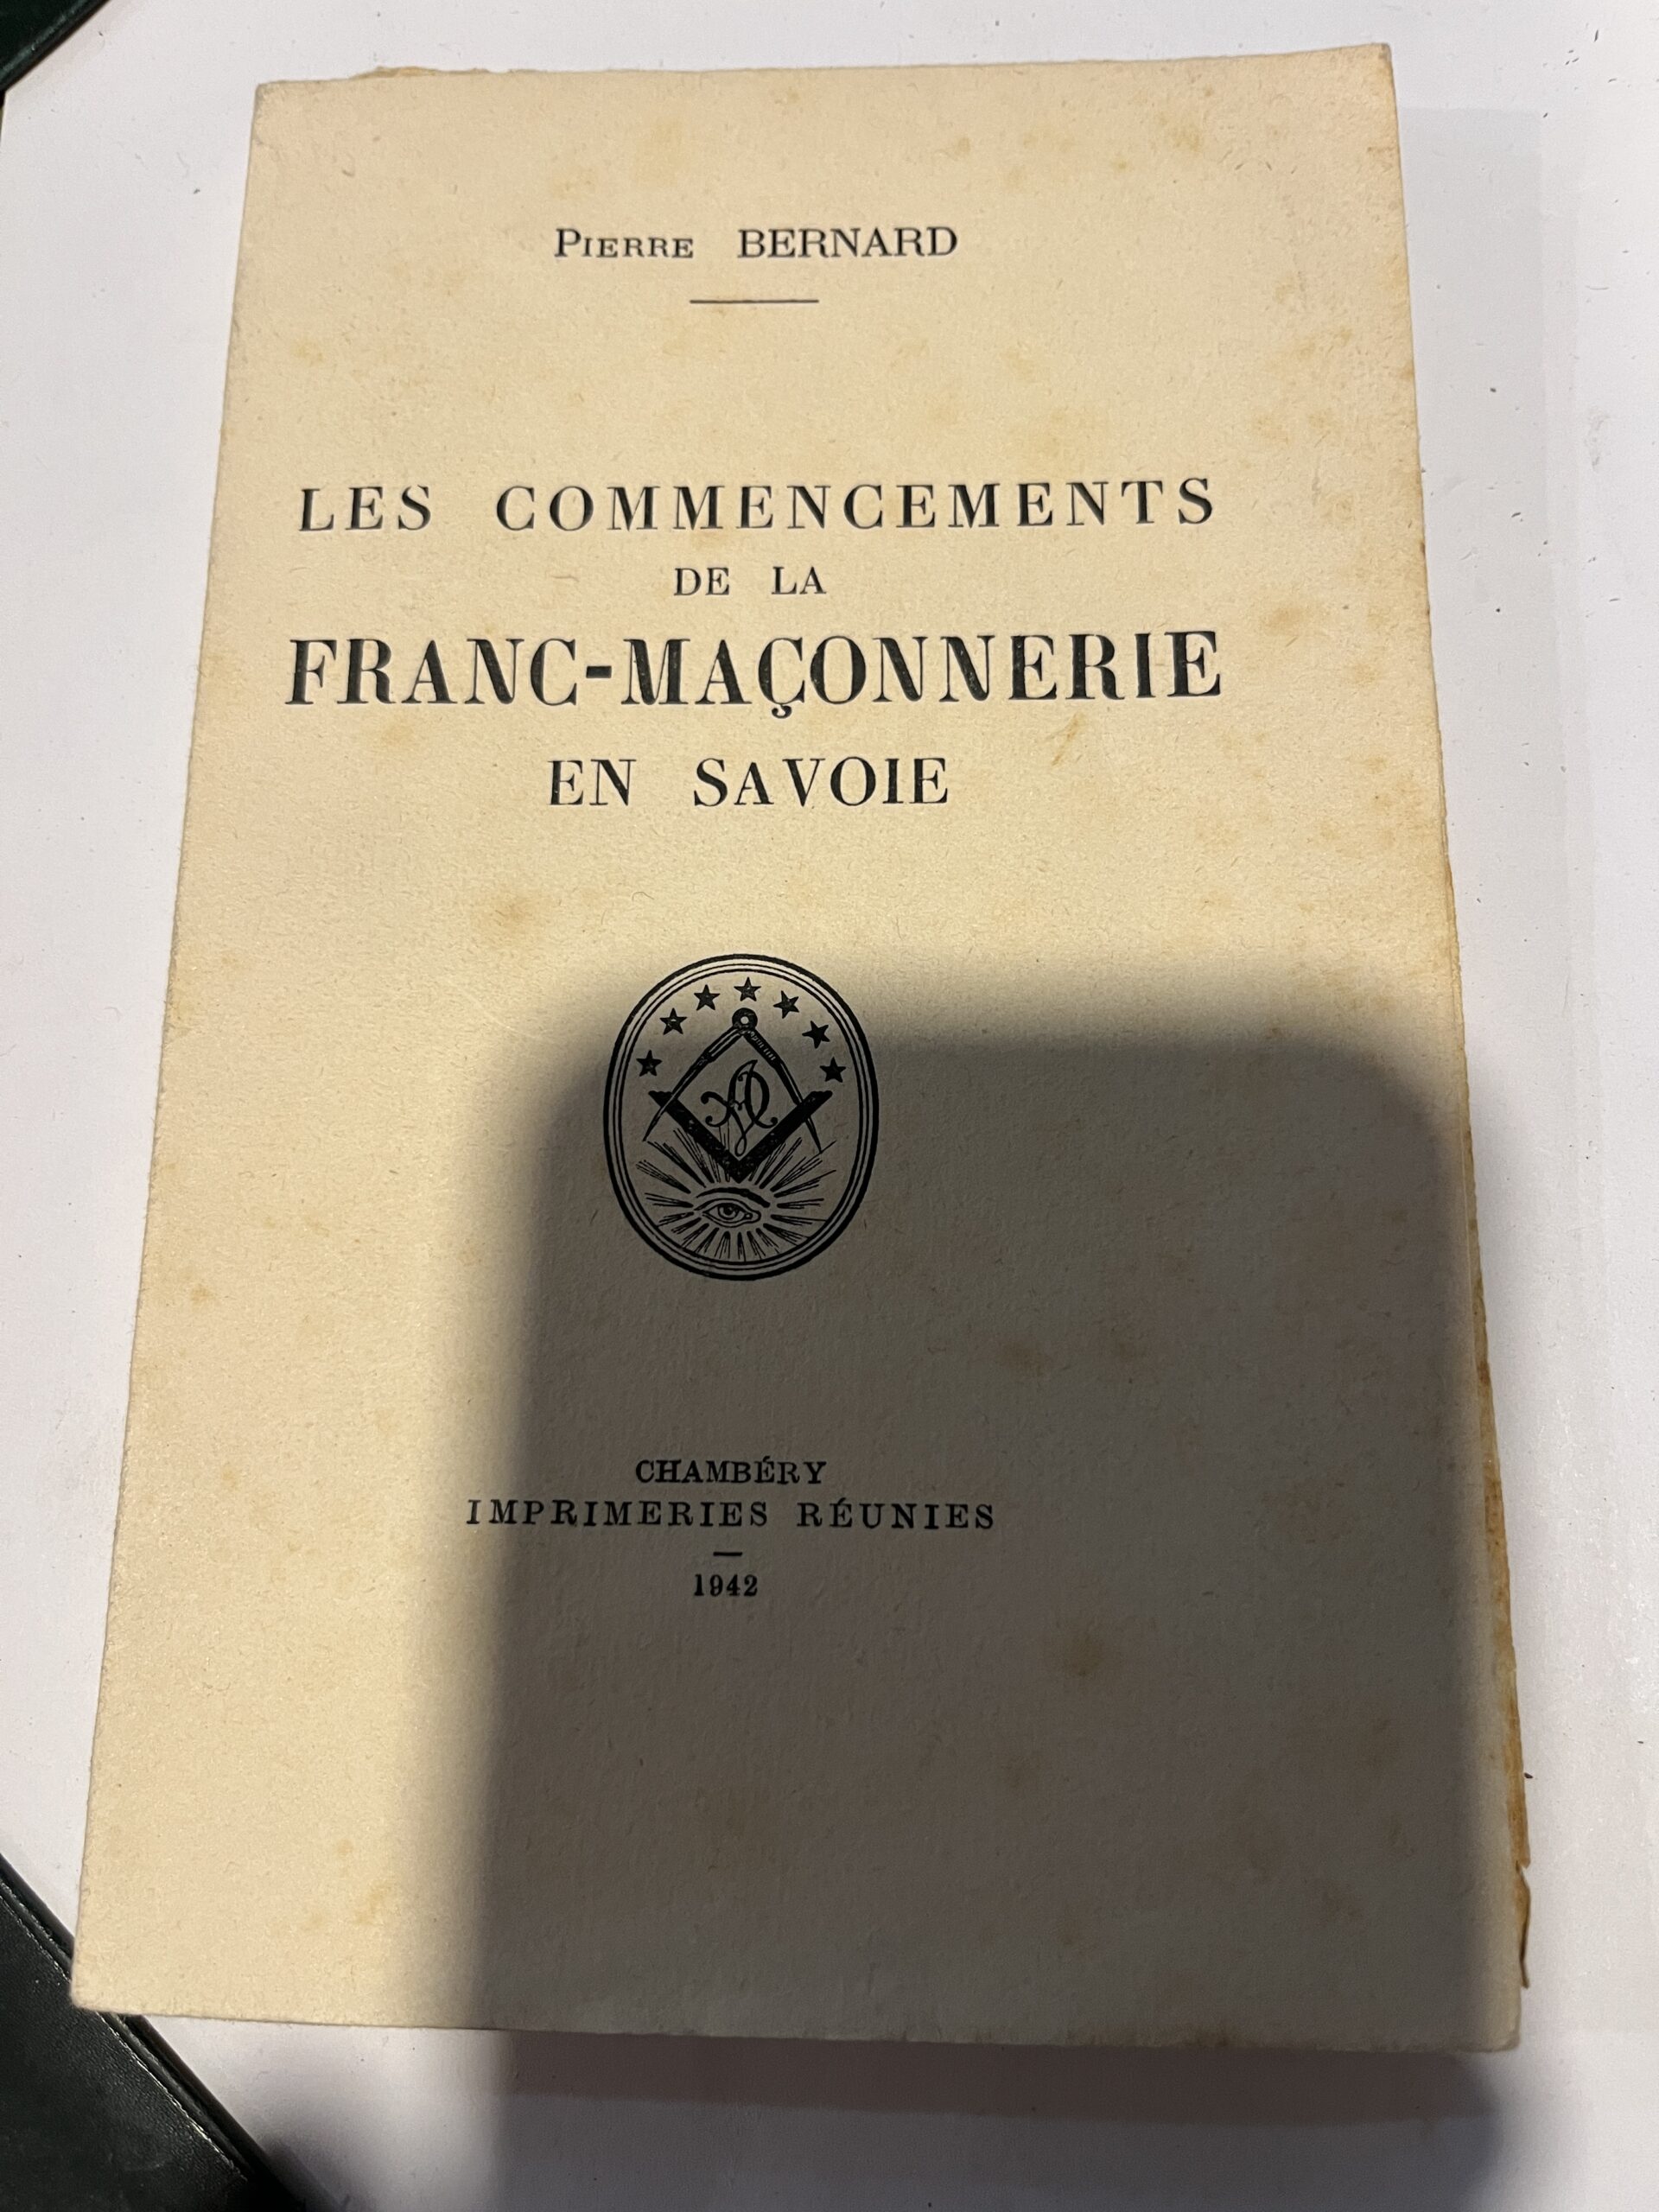 PIERRE BERNARD
LES COMMENCEMENTS
DE LA
FRANC-MAÇONNERIE
EN SAVOIE
CHAMBÉRY
IMPRIMERIES RÉUNIES
1942